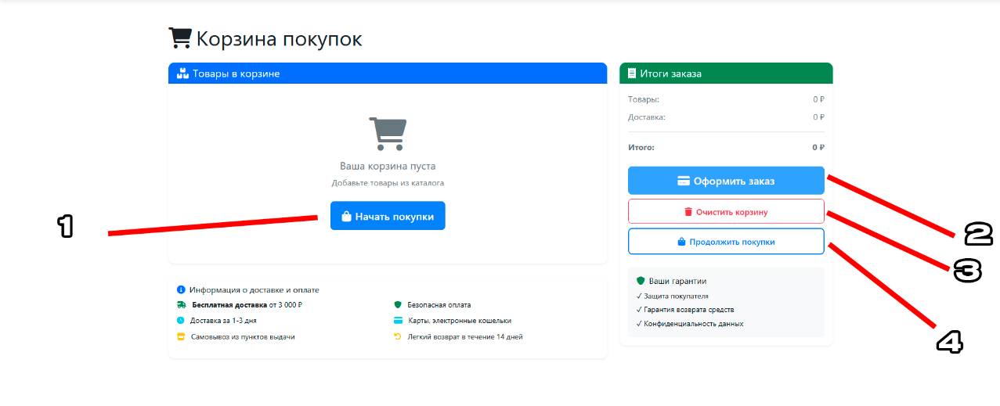 Корзина покупок
Товары в корзине
Ваша корзина пуста
Добавьте товары из каталога
Начать покупки
1
Информация о доставке и оплате
Бесплатная доставка от 3 000 ₽
Безопасная оплата
Доставка за 1-3 дня
Карты, электронные кошельки
Самовывоз из пунктов выдачи
Легкий возврат в течение 14 дней
Итоги заказа
Товары: 0 ₽
Доставка: 0 ₽
Итого: 0 ₽
Оформить заказ
Очистить корзину
Продолжить покупки
2
3
4
Ваши гарантии
✓ Защита покупателя
✓ Гарантия возврата средств
✓ Конфиденциальность данных